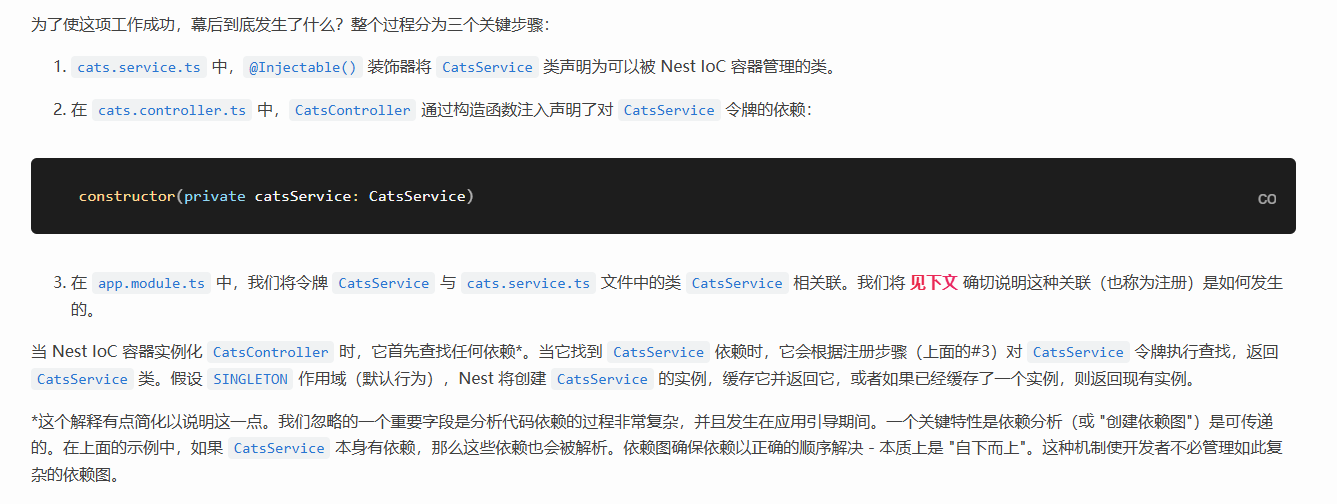 为了使这项工作成功，幕后到底发生了什么？整个过程分为三个关键步骤：
1. cats.service.ts 中，@Injectable() 装饰器将 CatsService 类声明为可以被 Nest IoC 容器管理的类。
2. 在 cats.controller.ts 中，CatsController 通过构造函数注入声明了对 CatsService 令牌的依赖：
constructor(private catsService: CatsService)
CO
3. 在 app.module.ts 中，我们将令牌 CatsService 与 cats.service.ts 文件中的类 CatsService 相关联。我们将 见下文 确切说明这种关联（也称为注册）是如何发生
的。
当 Nest IoC 容器实例化 CatsController 时，它首先查找任何依赖*。当它找到 CatsService 依赖时，它会根据注册步骤（上面的#3）对 CatsService 令牌执行查找，返回
CatsService 类。假设 SINGLETON 作用域（默认行为），Nest 将创建 CatsService 的实例，缓存它并返回它，或者如果已经缓存了一个实例，则返回现有实例。
*这个解释有点简化以说明这一点。我们忽略的一个重要字段是分析代码依赖的过程非常复杂，并且发生在应用引导期间。一个关键特性是依赖分析（或 "创建依赖图"）是可传递
的。在上面的示例中，如果 CatsService 本身有依赖，那么这些依赖也会被解析。依赖图确保依赖以正确的顺序解决 - 本质上是 "自下而上"。这种机制使开发者不必管理如此复
杂的依赖图。